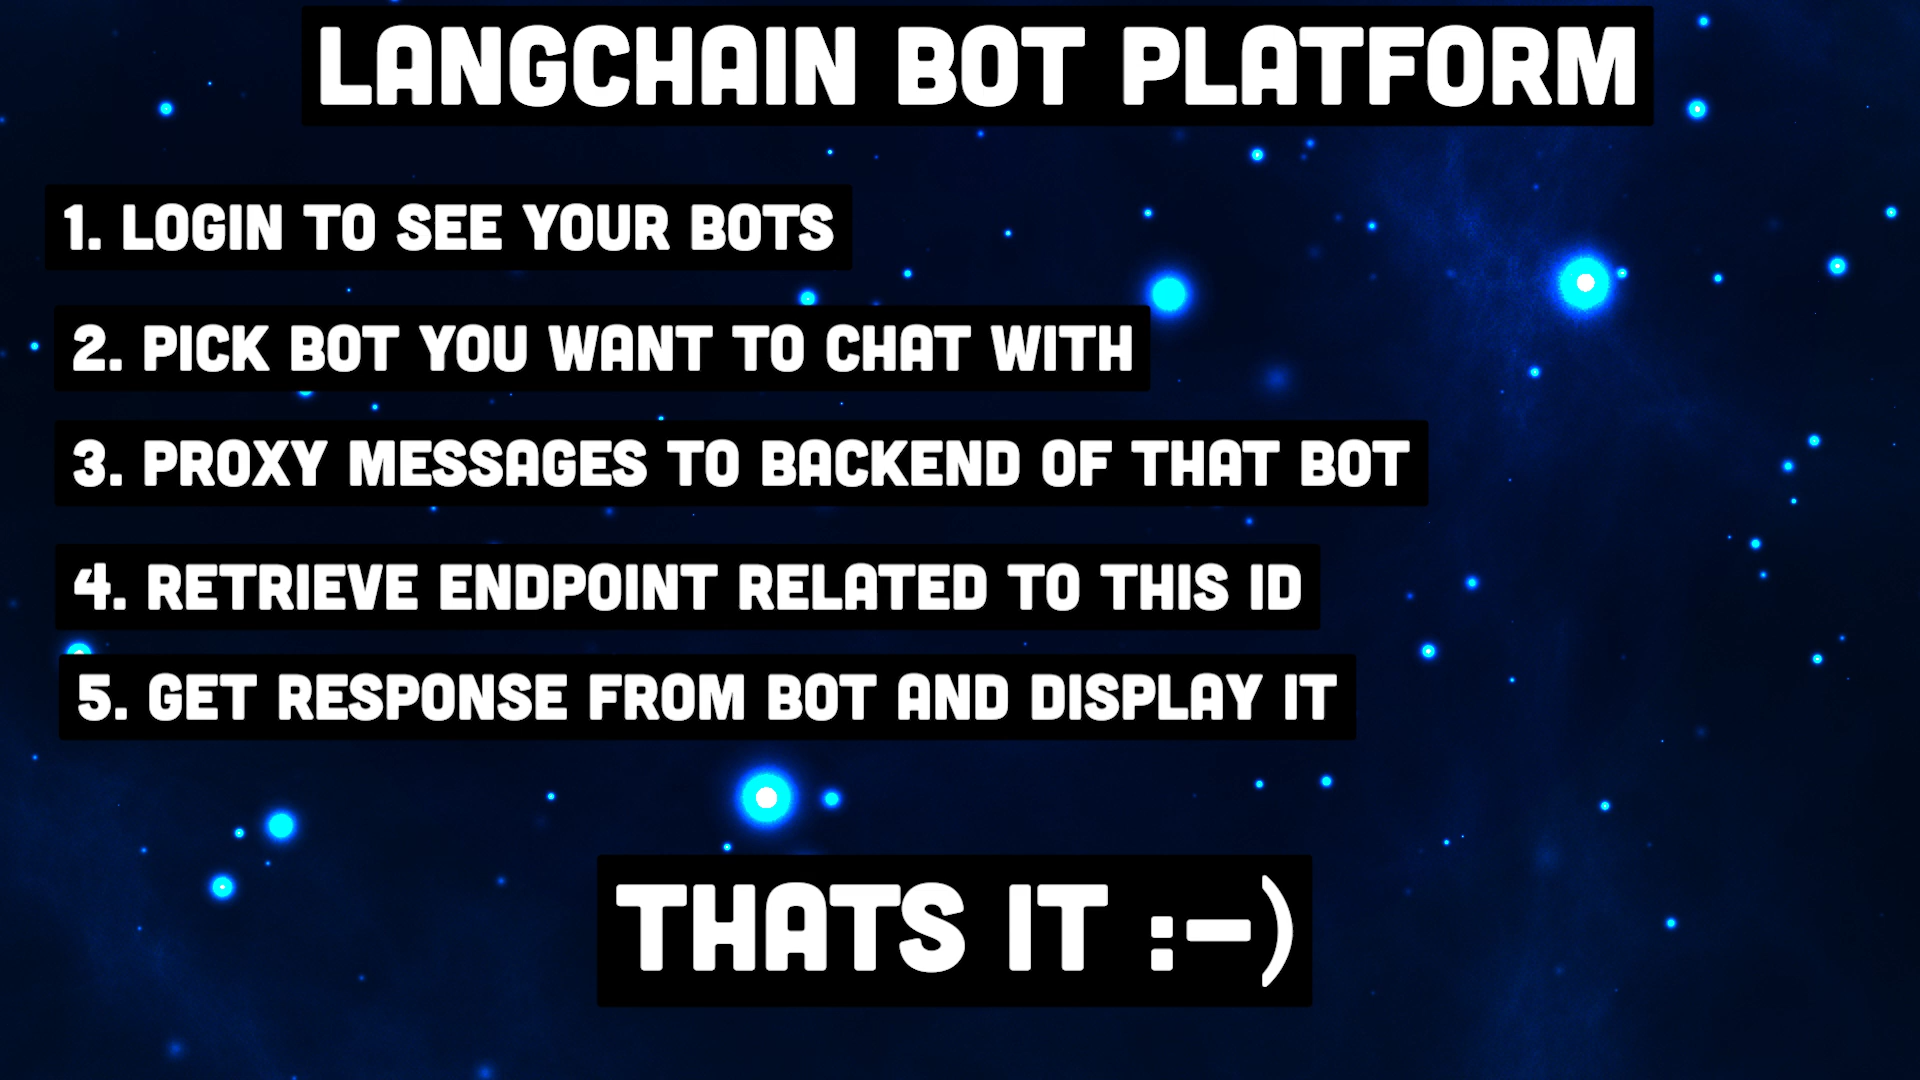 LANGCHAIN BOT PLATFORM
1. LOGIN TO SEE YOUR BOTS
2. PICK BOT YOU WANT TO CHAT WITH
3. PROXY MESSAGES TO BACKEND OF THAT BOT
4. RETRIEVE ENDPOINT RELATED TO THIS ID
5. GET RESPONSE FROM BOT AND DISPLAY IT
THATS IT :-)